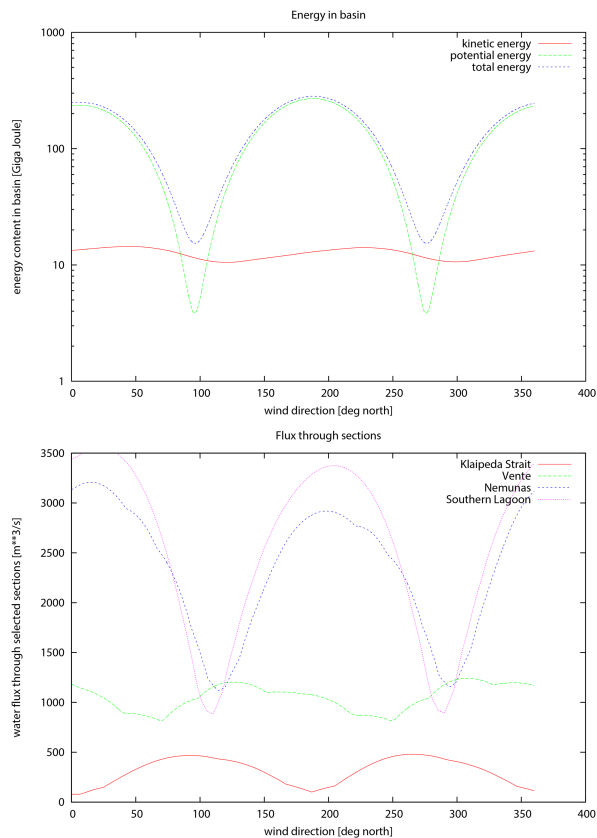 Energy in basin
1000
100
10
1
energy content in basin [Giga Joule]
kinetic energy
potential energy
total energy
0 50 100 150 200 250 300 350 400
wind direction [deg north]
Flux through sections
3500
3000
2500
2000
1500
1000
500
0
water flux through selected sections [m**3/s]
Klaipeda Strait
Vente
Nemunas
Southern Lagoon
0 50 100 150 200 250 300 350 400
wind direction [deg north]